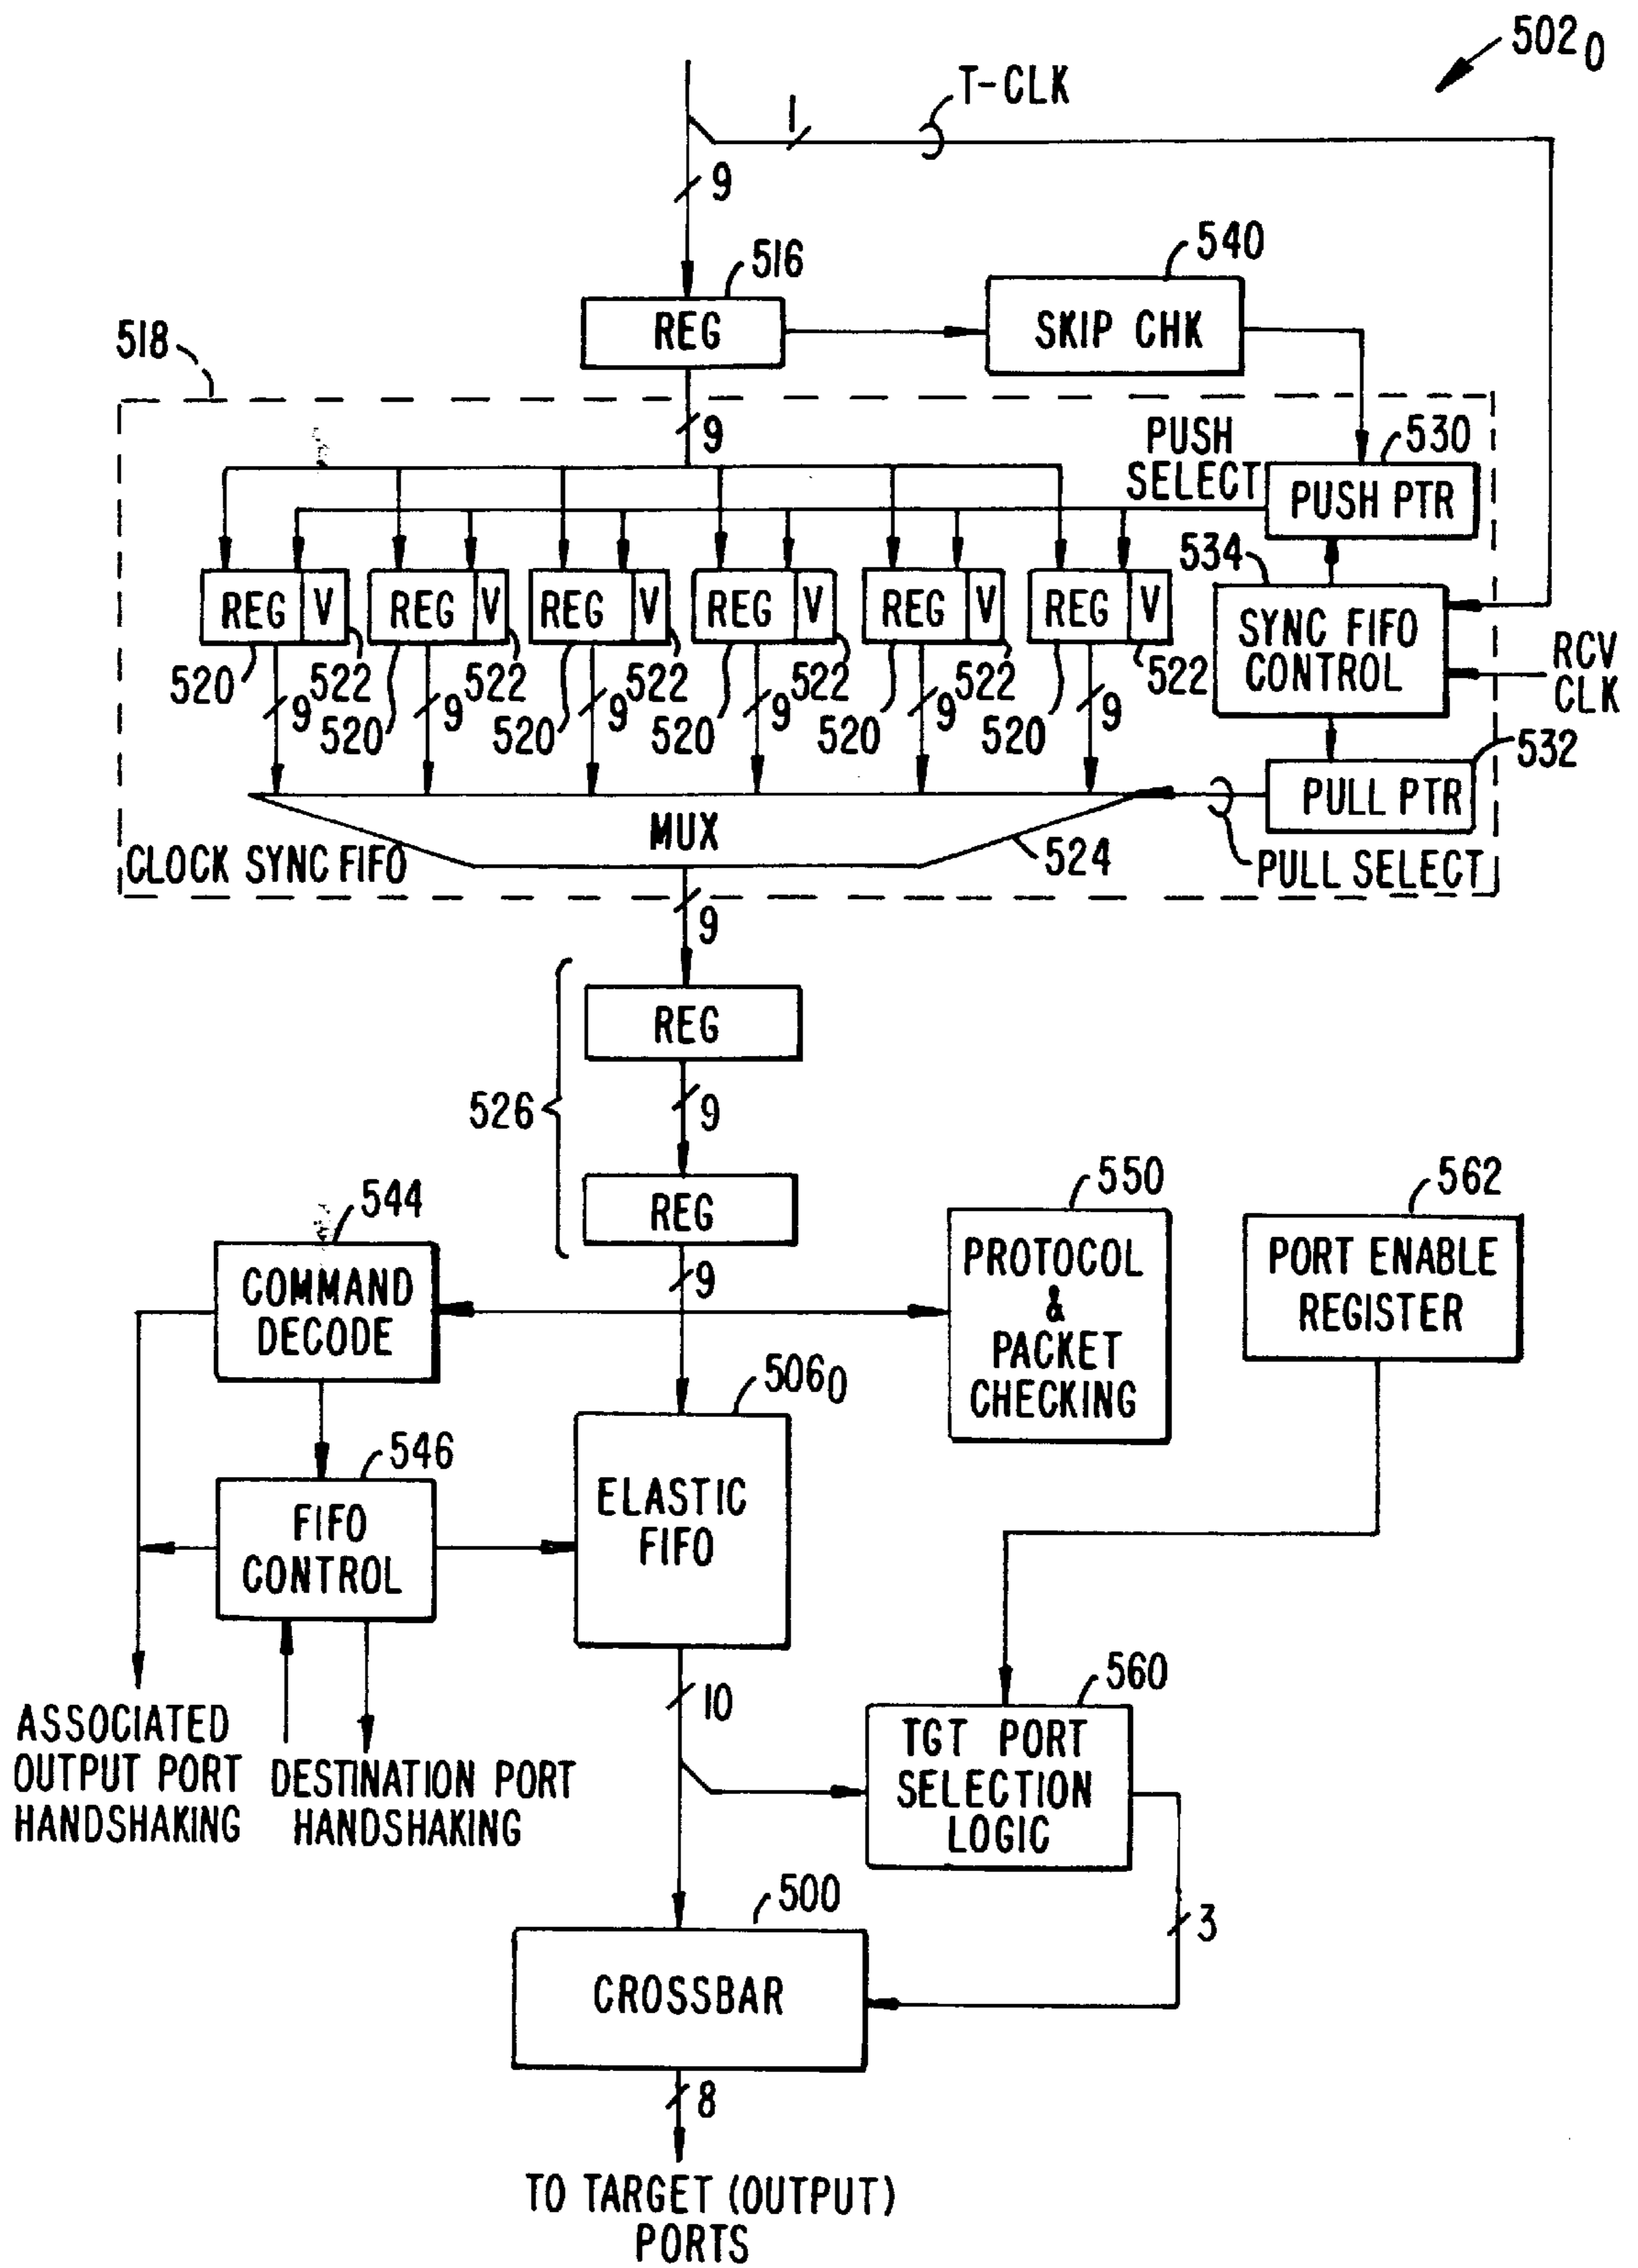 502 0
T-CLK
1
9
516
540
REG
SKIP CHK
518
9
PUSH
SELECT
530
PUSH PTR
534
REG V REG V REG V REG V REG V REG V
SYNC FIFO
CONTROL
RCV
CLK
520 522 522 522 522 522 522
9 9 9 9 9 9
520 520 520 520 520
532
PULL PTR
MUX
524
CLOCK SYNC FIFO
PULL SELECT
9
REG
526
9
REG
9
544
COMMAND
DECODE
550
PROTOCOL
&
PACKET
CHECKING
562
PORT ENABLE
REGISTER
506 0
546
FIFO
CONTROL
ELASTIC
FIFO
10
560
TGT PORT
SELECTION
LOGIC
ASSOCIATED
OUTPUT PORT
HANDSHAKING
DESTINATION PORT
HANDSHAKING
500
3
CROSSBAR
8
TO TARGET (OUTPUT)
PORTS